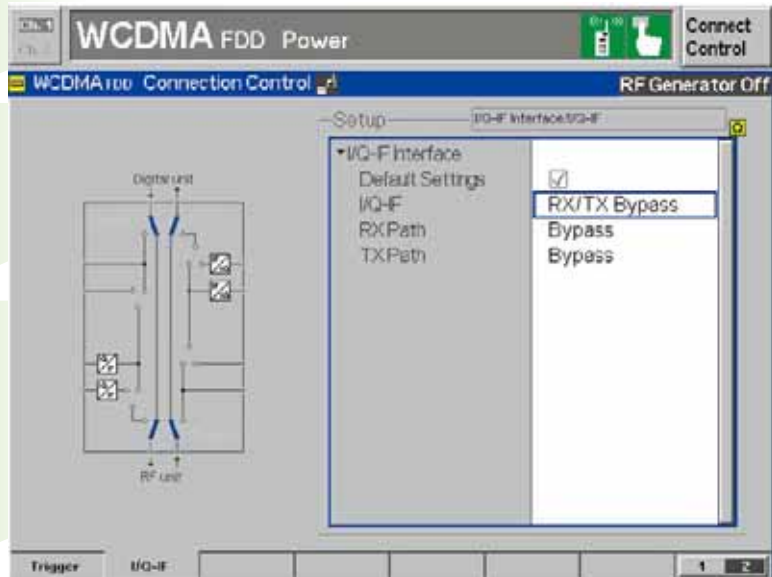 WCDMA FDD Power
Connect
Control
WCDMA FDD Connection Control
RF Generator Off
Setup
I/Q-IF Interface/I/Q-IF
I/Q-IF Interface
Default Settings
I/Q-IF RX/TX Bypass
RX Path Bypass
TX Path Bypass
Digital unit
RF unit
Trigger I/Q-IF 1 2